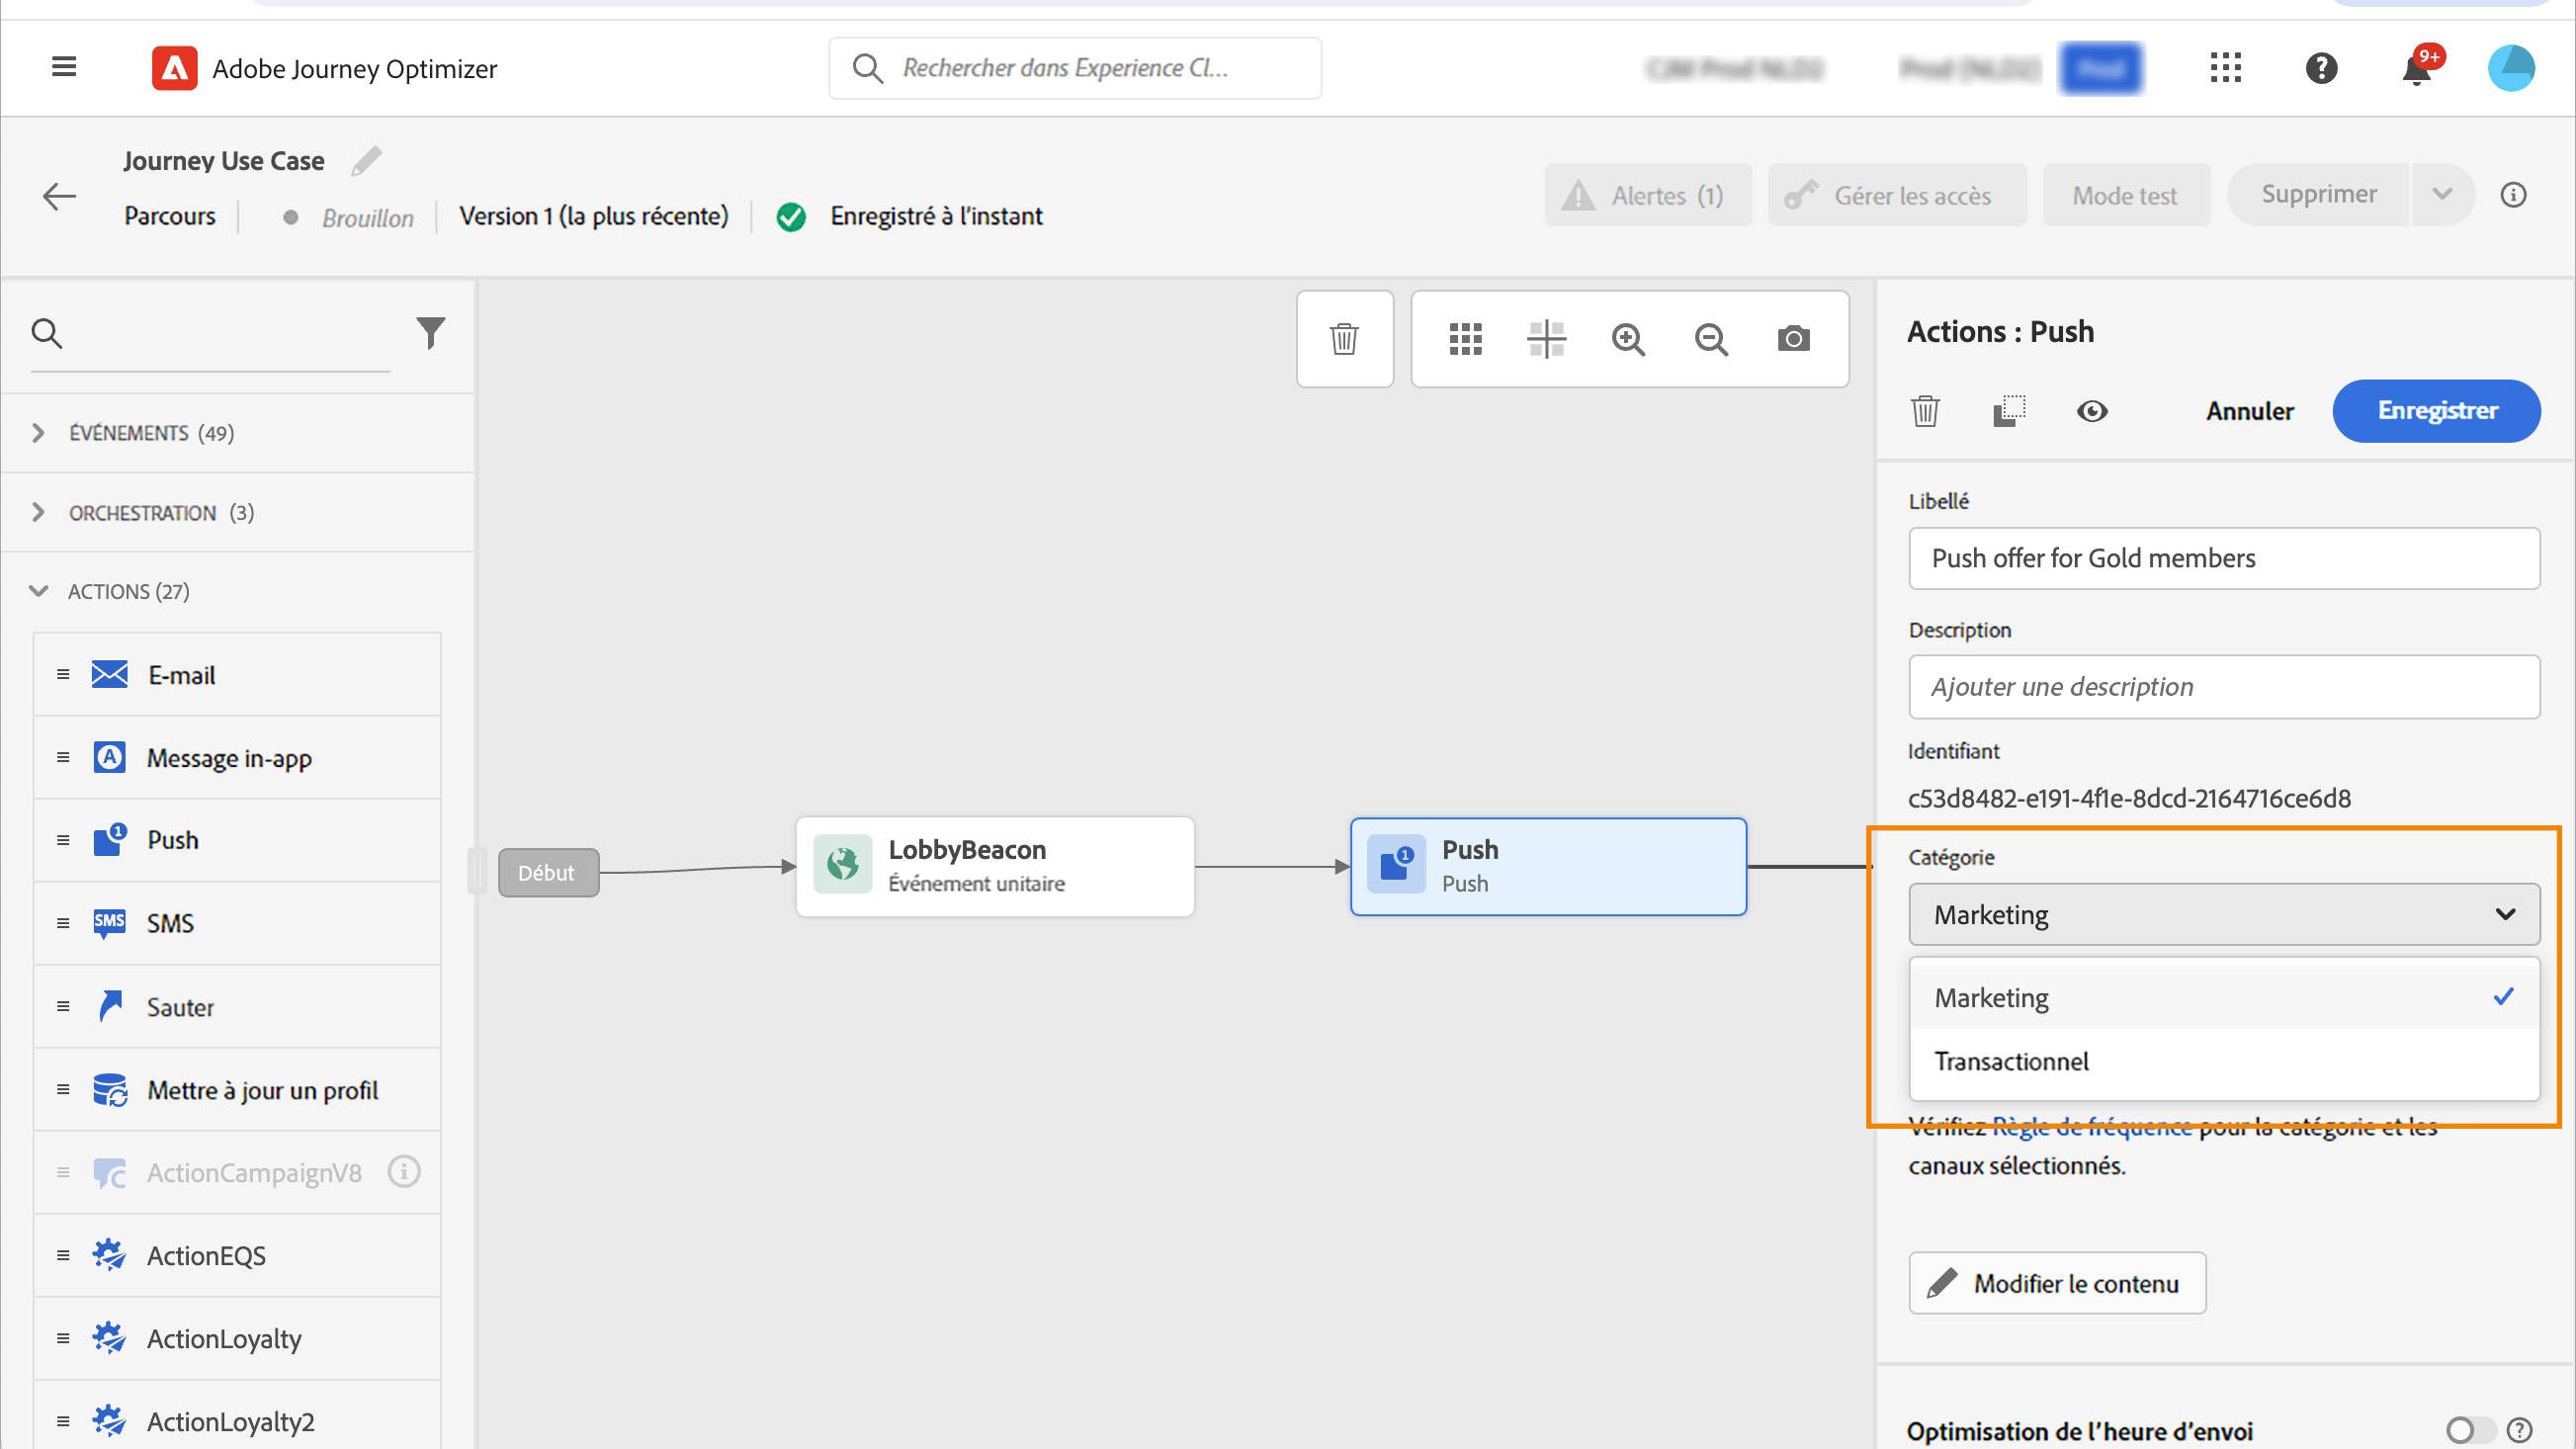 Adobe Journey Optimizer
Rechercher dans Experience Cl...
9+
Journey Use Case
Parcours
Brouillon
Version 1 (la plus récente)
Enregistré à l'instant
Alertes (1)
Gérer les accès
Mode test
Supprimer
ÉVÉNEMENTS (49)
ORCHESTRATION (3)
ACTIONS (27)
E-mail
Message in-app
Push
SMS
SMS
Sauter
Mettre à jour un profil
ActionCampaignV8
ActionEQS
ActionLoyalty
ActionLoyalty2
Début
LobbyBeacon
Événement unitaire
Push
Push
Actions : Push
Annuler
Enregistrer
Libellé
Push offer for Gold members
Description
Ajouter une description
Identifiant
c53d8482-e191-4f1e-8dcd-2164716ce6d8
Catégorie
Marketing
Marketing
Transactionnel
Vérifiez Règle de fréquence pour la catégorie et les
canaux sélectionnés.
Modifier le contenu
Optimisation de l'heure d'envoi